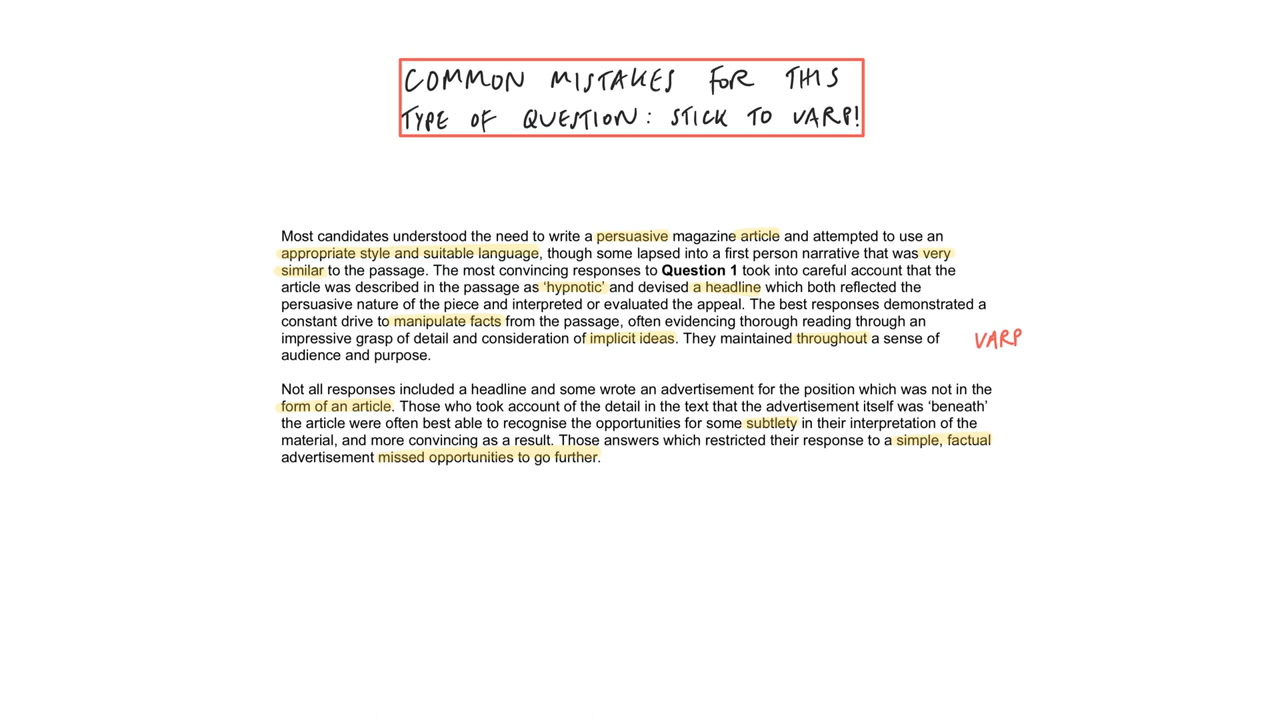 COMMON MISTAKES FOR THIS
TYPE OF QUESTION: STICK TO VARP!
Most candidates understood the need to write a persuasive magazine article and attempted to use an
appropriate style and suitable language, though some lapsed into a first person narrative that was very
similar to the passage. The most convincing responses to Question 1 took into careful account that the
article was described in the passage as ‘hypnotic’ and devised a headline which both reflected the
persuasive nature of the piece and interpreted or evaluated the appeal. The best responses demonstrated a
constant drive to manipulate facts from the passage, often evidencing thorough reading through an
impressive grasp of detail and consideration of implicit ideas. They maintained throughout a sense of
audience and purpose.
VARP
Not all responses included a headline and some wrote an advertisement for the position which was not in the
form of an article. Those who took account of the detail in the text that the advertisement itself was ‘beneath’
the article were often best able to recognise the opportunities for some subtlety in their interpretation of the
material, and more convincing as a result. Those answers which restricted their response to a simple, factual
advertisement missed opportunities to go further.